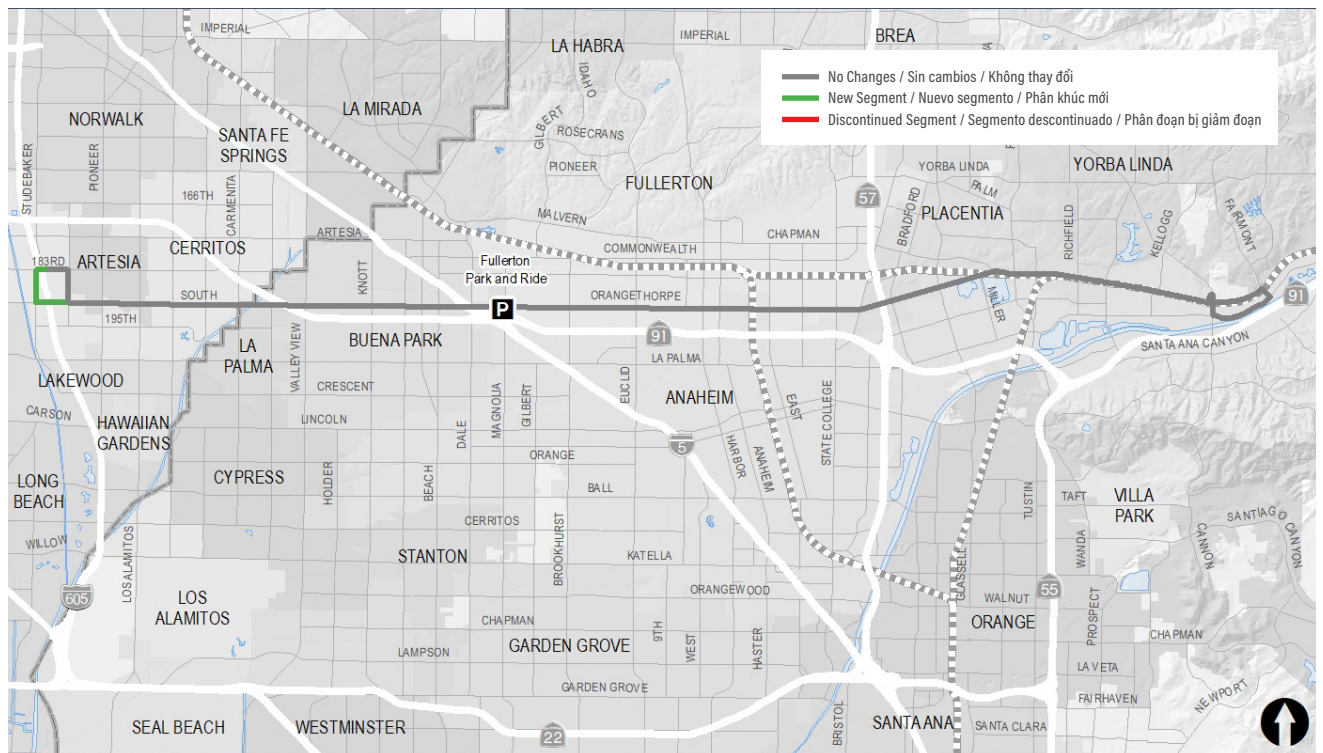 IMPERIAL
LA HABRA
IMPERIAL
BREA
No Changes / Sin cambios / Không thay đổi
New Segment / Nuevo segmento / Phân khúc mới
Discontinued Segment / Segmento descontinuado / Phân đoạn bị giảm đoạn
IDAHO
LA MIRADA
NORWALK
SANTA FE
SPRINGS
GILBERT
ROSECRANS
PIONEER
STUDEBAKER
PIONEER
FULLERTON
YORBA LINDA
YORBA LINDA
PALM
166TH
CARMENITA
57
BRADFORD
PLACENTIA
RICHFIELD
KELLOGG
FAIRMONT
MALVERN
ARTESIA
CHAPMAN
CERRITOS
COMMONWEALTH
183RD
ARTESIA
KNOTT
Fullerton
Park and Ride
SOUTH
ORANGETHORPE
MILLER
91
P
195TH
BUENA PARK
91
SANTA ANA CANYON
LA
PALMA
VALLEY VIEW
LA PALMA
LAKEWOOD
CRESCENT
EUCLID
ANAHEIM
EAST
STATE COLLEGE
CARSON
HAWAIIAN
GARDENS
LINCOLN
DALE
MAGNOLIA
GILBERT
5
HARBOR
ANAHEIM
ORANGE
CYPRESS
LONG
BEACH
HOLDER
BEACH
BALL
TUSTIN
TAFT
VILLA
PARK
CERRITOS
SANTIAGO
CANYON
WILLOW
LOS ALAMITOS
STANTON
BROOKHURST
KATELLA
WANDA
CANNON
GLASSELL
605
LOS
ALAMITOS
ORANGEWOOD
WALNUT
55
CHAPMAN
ORANGE
PROSPECT
CHAPMAN
GARDEN GROVE
9TH
WEST
HASTER
LAMPSON
LA VETA
GARDEN GROVE
FAIRHAVEN
NEWPORT
SEAL BEACH
WESTMINSTER
22
BRISTOL
SANTA ANA
SANTA CLARA